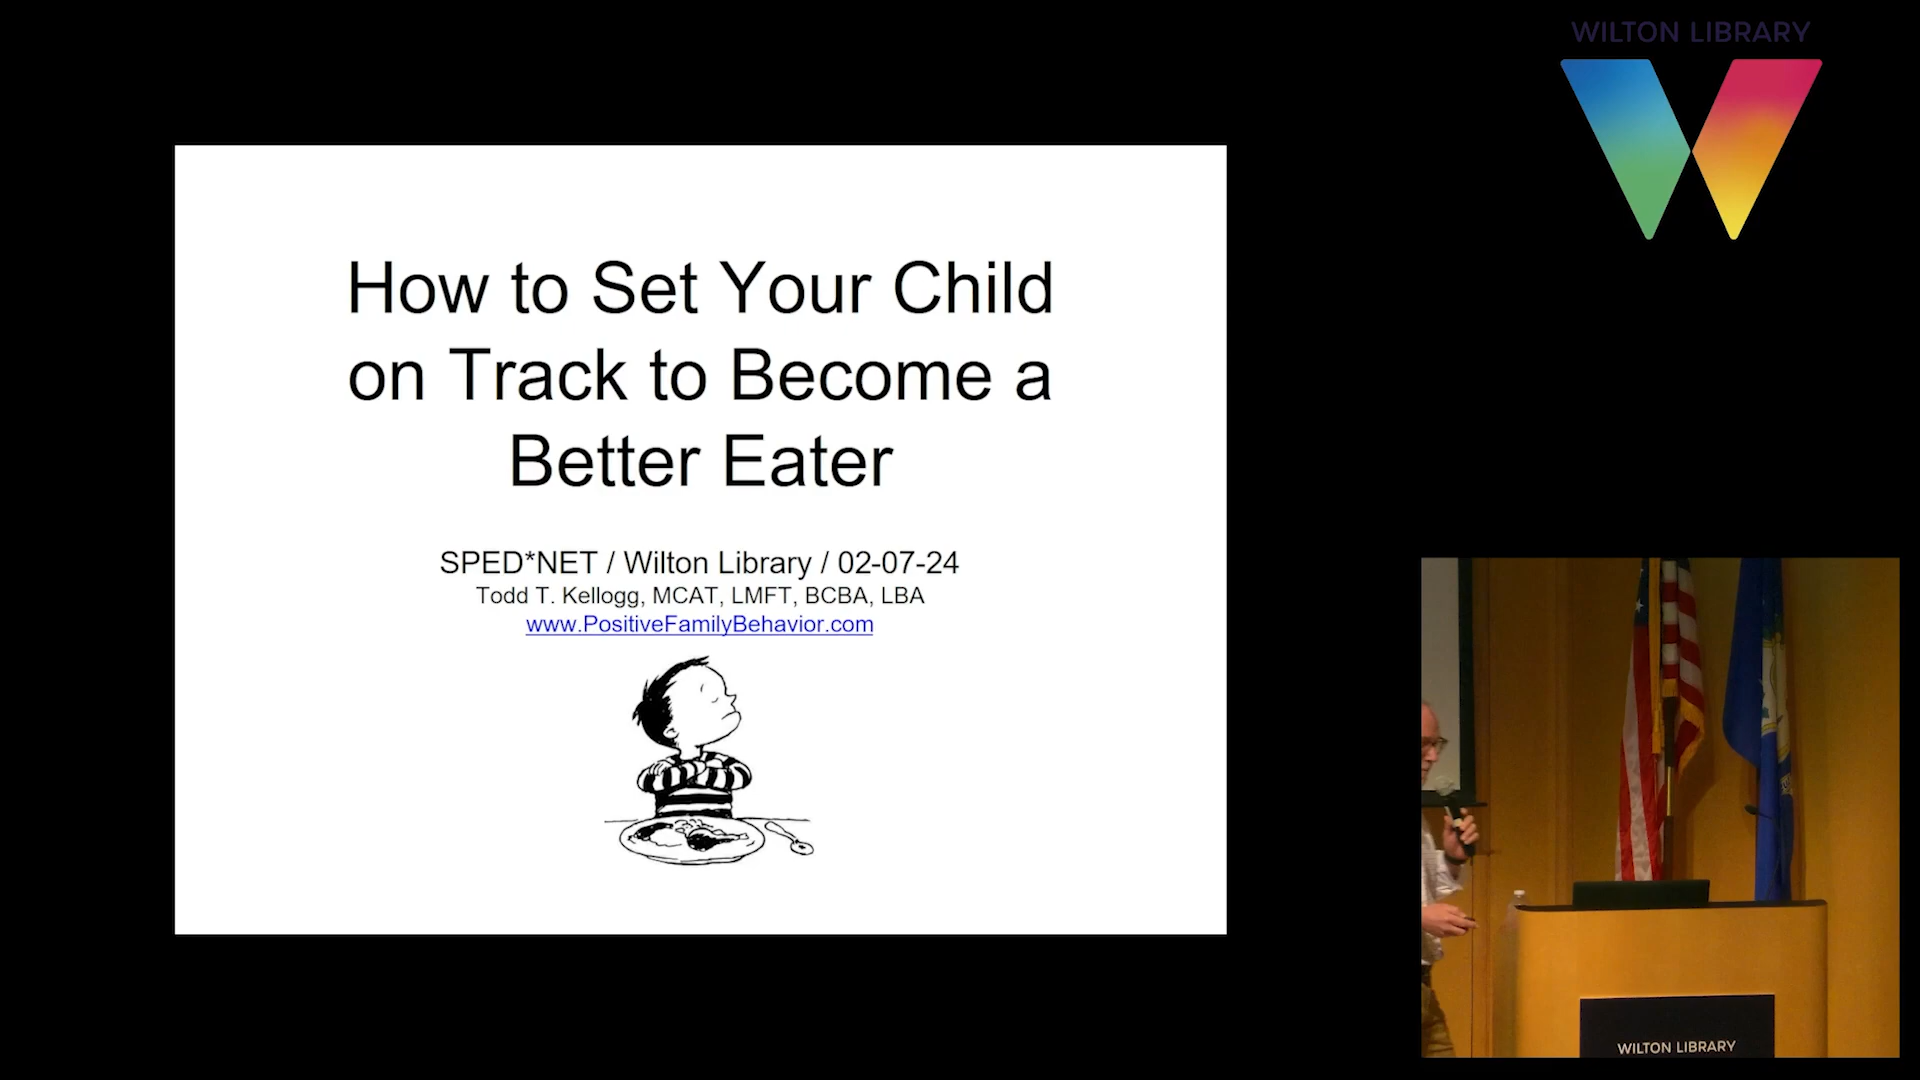 WILTON LIBRARY
How to Set Your Child
on Track to Become a
Better Eater
SPED*NET / Wilton Library / 02-07-24
Todd T. Kellogg, MCAT, LMFT, BCBA, LBA
www.PositiveFamilyBehavior.com
WILTON LIBRARY